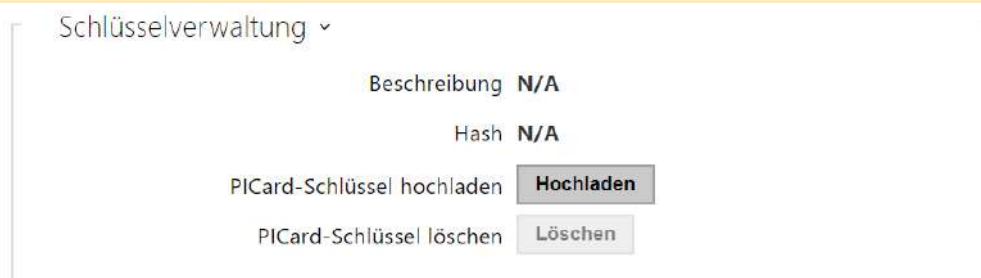 Schlüsselverwaltung
Beschreibung N/A
Hash N/A
PICard-Schlüssel hochladen Hochladen
PICard-Schlüssel löschen Löschen